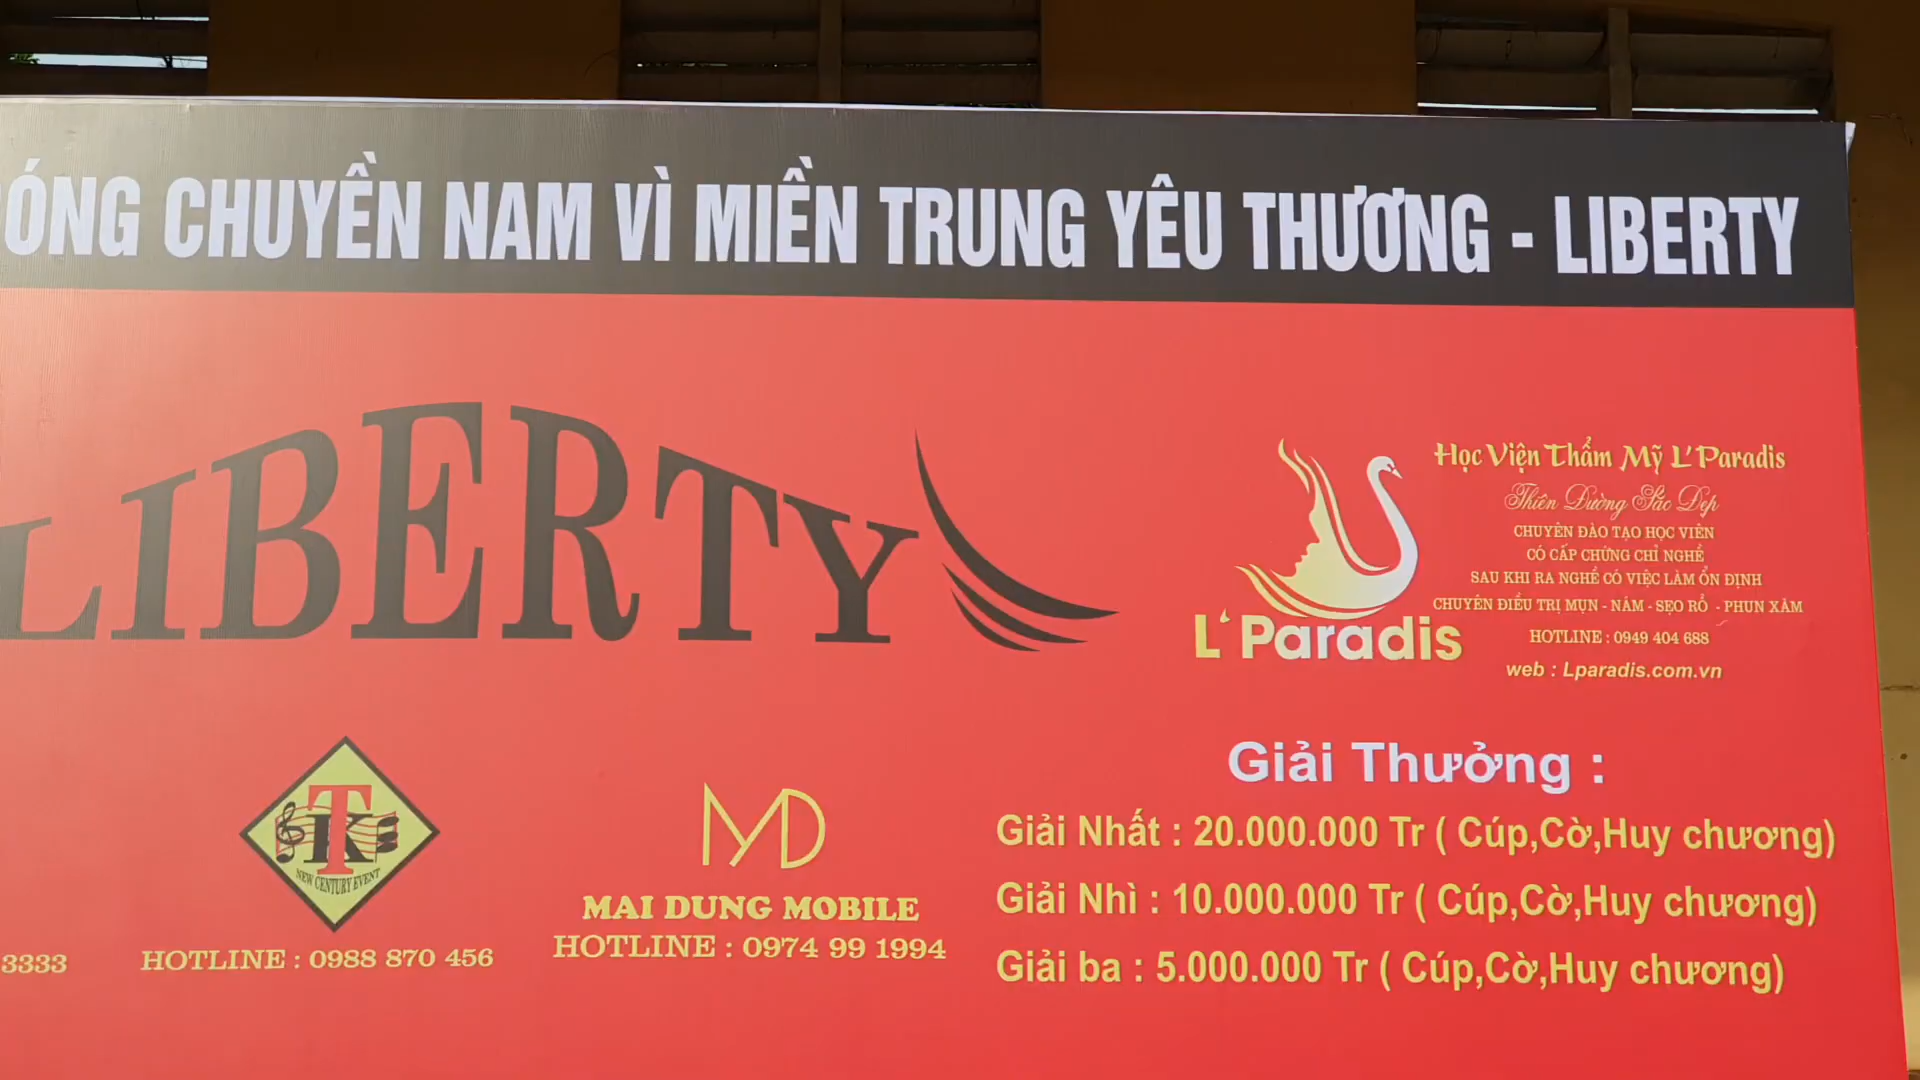 BÓNG CHUYỀN NAM VÌ MIỀN TRUNG YÊU THƯƠNG - LIBERTY
LIBERTY
Học Viện Thẩm Mỹ L'Paradis
Thiên Đường Sắc Đẹp
CHUYÊN ĐÀO TẠO HỌC VIÊN
CÓ CẤP CHỨNG CHỈ NGHỀ
SAU KHI RA NGHỀ CÓ VIỆC LÀM ỔN ĐỊNH
CHUYÊN ĐIỀU TRỊ MỤN - NÁM - SẸO RỔ - PHUN XĂM
HOTLINE : 0949 404 688
web : Lparadis.com.vn
L' Paradis
TK
NEW CENTURY EVENT
3333
HOTLINE : 0988 870 456
MD
MAI DUNG MOBILE
HOTLINE : 0974 99 1994
Giải Thưởng :
Giải Nhất : 20.000.000 Tr ( Cúp,Cờ,Huy chương)
Giải Nhì : 10.000.000 Tr ( Cúp,Cờ,Huy chương)
Giải ba : 5.000.000 Tr ( Cúp,Cờ,Huy chương)